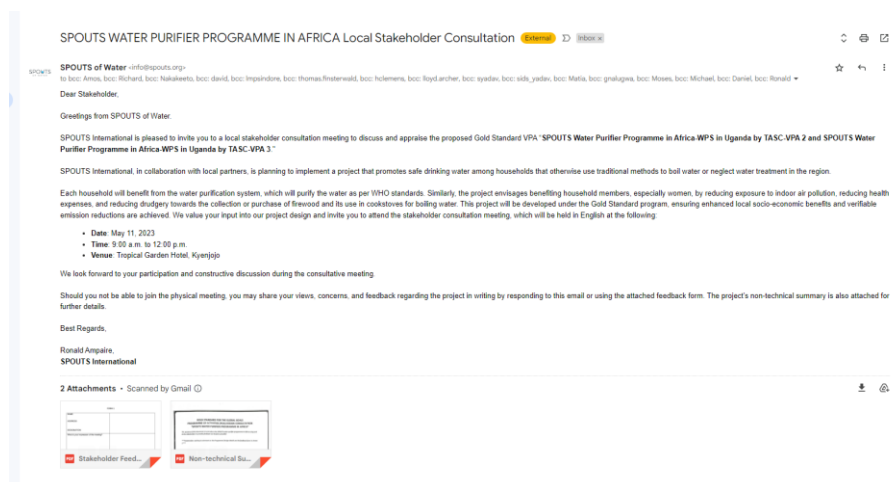 SPOUTS WATER PURIFIER PROGRAMME IN AFRICA Local Stakeholder Consultation External Inbox x
SPOUTS of Water <info@spouts.org>
to bcc: Amos, bcc: Richard, bcc: Nakakeeto, bcc: david, bcc: Impsindore, bcc: thomas.finsterwald, bcc: hclemens, bcc: lloyd.archer, bcc: syadav, bcc: sids_yadav, bcc: Matia, bcc: gnalugwa, bcc: Moses, bcc: Michael, bcc: Daniel, bcc: Ronald
SPOUTS
Dear Stakeholder,
Greetings from SPOUTS of Water.
SPOUTS International is pleased to invite you to a local stakeholder consultation meeting to discuss and appraise the proposed Gold Standard VPA "SPOUTS Water Purifier Programme in Africa-WPS in Uganda by TASC-VPA 2 and SPOUTS Water
Purifier Programme in Africa-WPS in Uganda by TASC-VPA 3."
SPOUTS International, in collaboration with local partners, is planning to implement a project that promotes safe drinking water among households that otherwise use traditional methods to boil water or neglect water treatment in the region.
Each household will benefit from the water purification system, which will purify the water as per WHO standards. Similarly, the project envisages benefiting household members, especially women, by reducing exposure to indoor air pollution, reducing health
expenses, and reducing drudgery towards the collection or purchase of firewood and its use in cookstoves for boiling water. This project will be developed under the Gold Standard program, ensuring enhanced local socio-economic benefits and verifiable
emission reductions are achieved. We value your input into our project design and invite you to attend the stakeholder consultation meeting, which will be held in English at the following:
• Date: May 11, 2023
• Time: 9:00 a.m. to 12:00 p.m.
• Venue: Tropical Garden Hotel, Kyenjojo
We look forward to your participation and constructive discussion during the consultative meeting.
Should you not be able to join the physical meeting, you may share your views, concerns, and feedback regarding the project in writing by responding to this email or using the attached feedback form. The project's non-technical summary is also attached for
further details.
Best Regards,
Ronald Ampaire,
SPOUTS International
2 Attachments • Scanned by Gmail
PDF Stakeholder Feed...
PDF Non-technical Su...